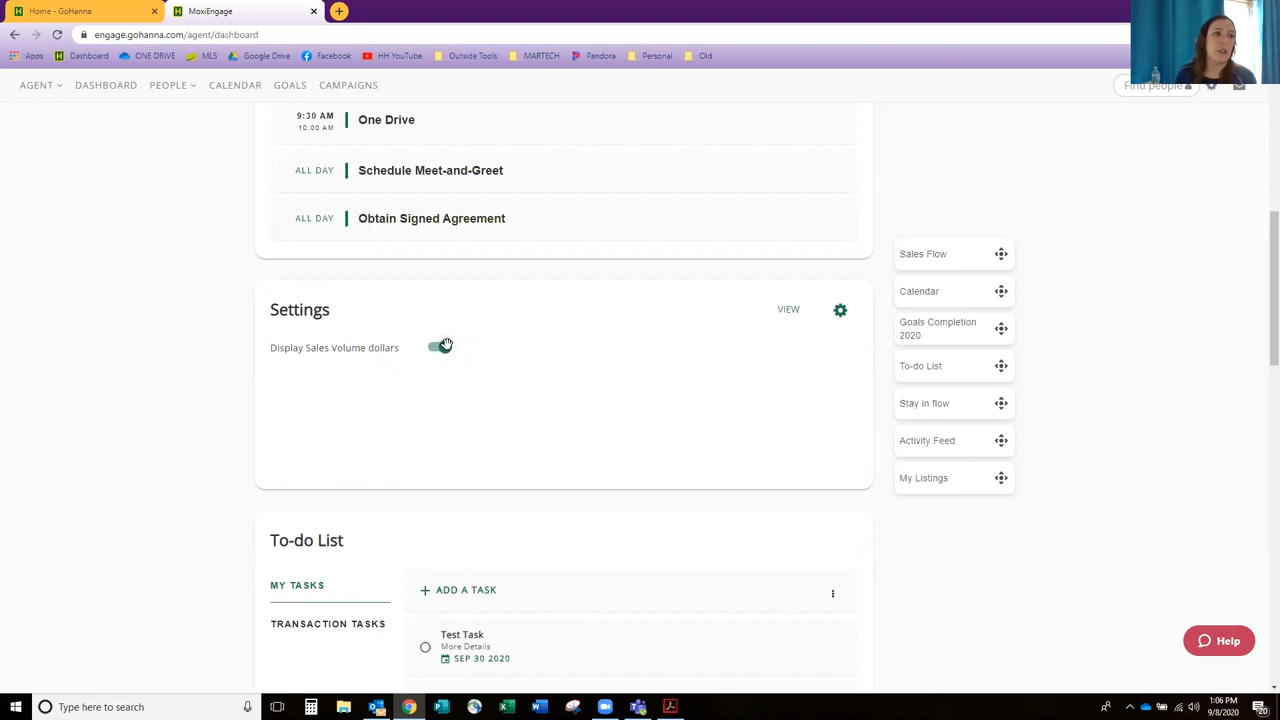 Home - GoHanna
MoxiEngage
engage.gohanna.com/agent/dashboard
Apps
Dashboard
ONE DRIVE
MLS
Google Drive
Facebook
HH YouTube
Outside Tools
MARTECH
Pandora
Personal
Old
AGENT
DASHBOARD
PEOPLE
CALENDAR
GOALS
CAMPAIGNS
Find people
9:30 AM
10:00 AM
One Drive
ALL DAY
Schedule Meet-and-Greet
ALL DAY
Obtain Signed Agreement
Settings
VIEW
Display Sales Volume dollars
Sales Flow
Calendar
Goals Completion
2020
To-do List
Stay in flow
Activity Feed
My Listings
To-do List
MY TASKS
TRANSACTION TASKS
+ ADD A TASK
Test Task
More Details
SEP 30 2020
Help
Type here to search
1:06 PM
9/8/2020
20